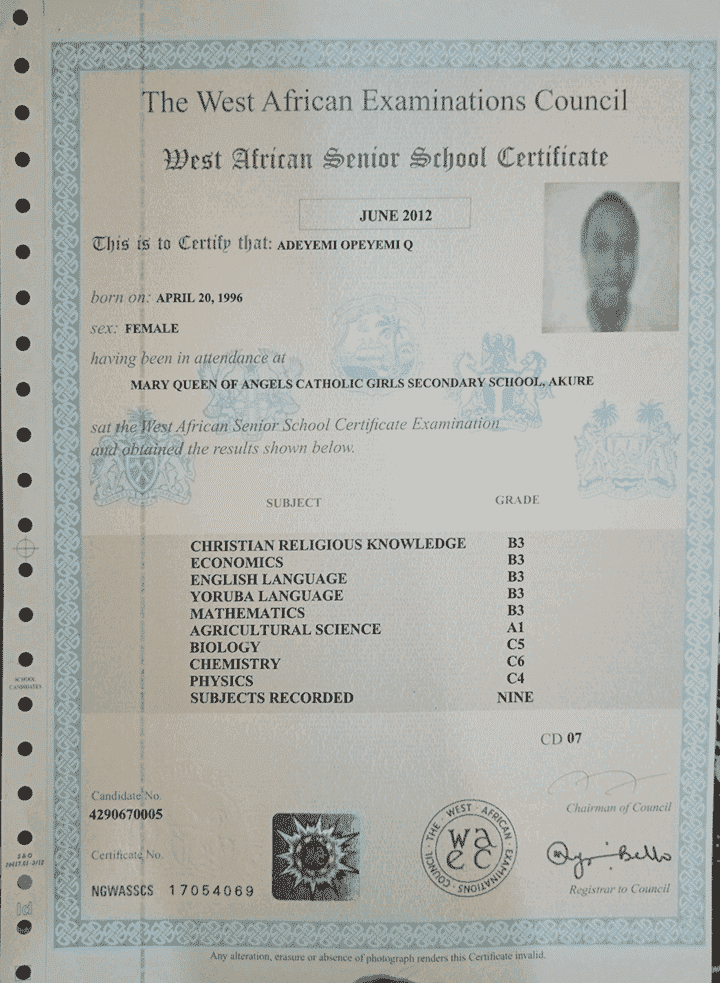 The West African Examinations Council
West African Senior School Certificate
JUNE 2012
This is to Certify that: ADEYEMI OPEYEMI Q
born on: APRIL 20, 1996
sex: FEMALE
having been in attendance at
MARY QUEEN OF ANGELS CATHOLIC GIRLS SECONDARY SCHOOL, AKURE
sat the West African Senior School Certificate Examination
and obtained the results shown below.
SUBJECT GRADE
CHRISTIAN RELIGIOUS KNOWLEDGE B3
ECONOMICS B3
ENGLISH LANGUAGE B3
YORUBA LANGUAGE B3
MATHEMATICS B3
AGRICULTURAL SCIENCE A1
BIOLOGY C5
CHEMISTRY C6
PHYSICS C4
SUBJECTS RECORDED NINE
SCHOOL
CANDIDATES
CD 07
Candidate No.
4290670005
Chairman of Council
Certificate No.
NGWASSCS 17054069
THE · WEST · AFRICAN · EXAMINATIONS · COUNCIL
wa
ec
Bello
Registrar to Council
Any alteration, erasure or absence of photograph renders this Certificate invalid.